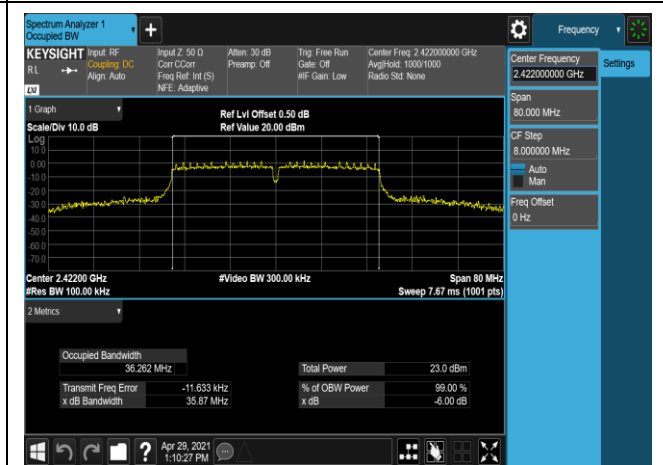 Spectrum Analyzer 1
Occupied BW
+
Frequency
KEYSIGHT
RL
LXI
Input: RF
Coupling: DC
Align: Auto
Input Z: 50 Ω
Corr CCorr
Freq Ref: Int (S)
NFE: Adaptive
Atten: 30 dB
Preamp: Off
Trig: Free Run
Gate: Off
#IF Gain: Low
Center Freq: 2.422000000 GHz
Avg|Hold: 1000/1000
Radio Std: None
Center Frequency
2.422000000 GHz
Settings
Span
80.000 MHz
CF Step
8.000000 MHz
Auto
Man
Freq Offset
0 Hz
1 Graph
Scale/Div 10.0 dB
Ref Lvl Offset 0.50 dB
Ref Value 20.00 dBm
Log
10.0
0.00
-10.0
-20.0
-30.0
-40.0
-50.0
-60.0
-70.0
Center 2.42200 GHz
#Res BW 100.00 kHz
#Video BW 300.00 kHz
Span 80 MHz
Sweep 7.67 ms (1001 pts)
2 Metrics
Occupied Bandwidth
36.262 MHz
Total Power 23.0 dBm
Transmit Freq Error -11.633 kHz
% of OBW Power 99.00 %
x dB Bandwidth 35.87 MHz
x dB -6.00 dB
?
Apr 29, 2021
1:10:27 PM